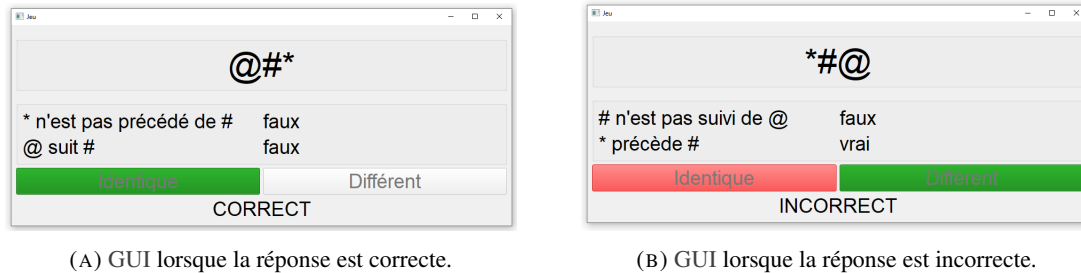 Jeu
@#*
* n'est pas précédé de # faux
@ suit # faux
Identique Différent
CORRECT
(A) GUI lorsque la réponse est correcte.
Jeu
*#@
# n'est pas suivi de @ faux
* précède # vrai
Identique Différent
INCORRECT
(B) GUI lorsque la réponse est incorrecte.